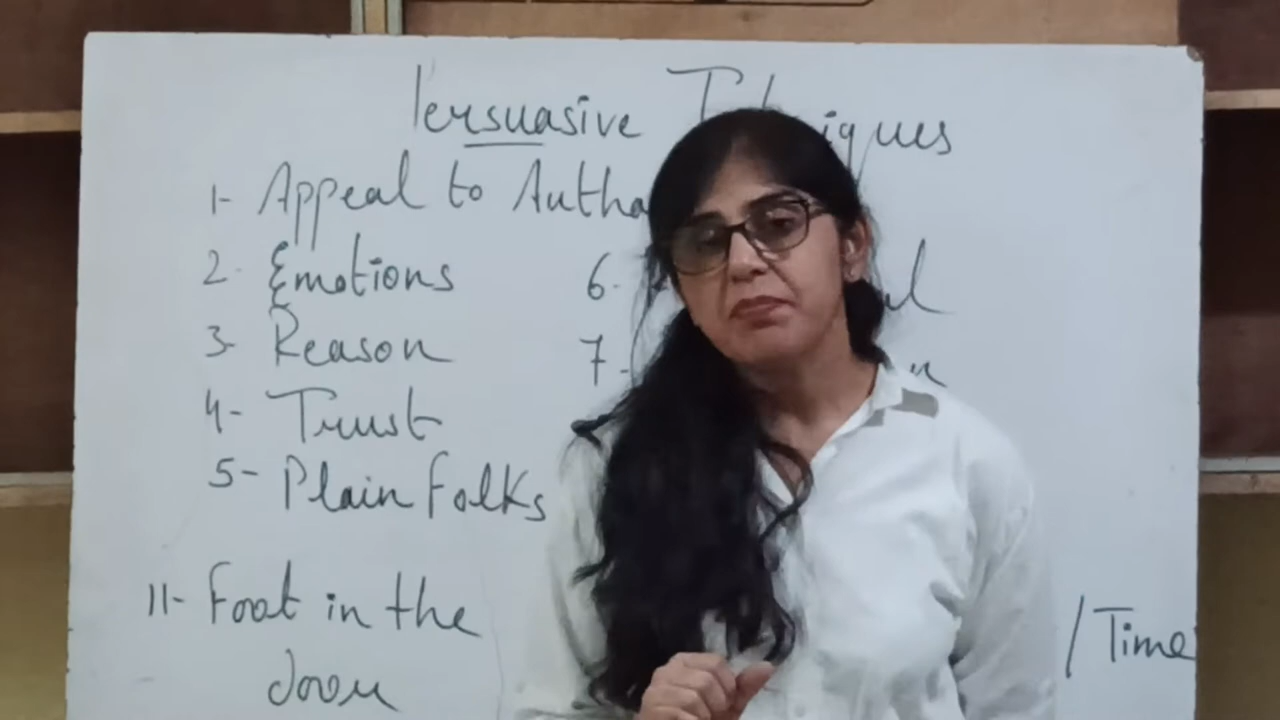 Persuasive
1- Appeal to
2- Emotions
6-
3- Reason
7-
4- Trust
5- Plain Folks
11- Foot in the
door
/ Time